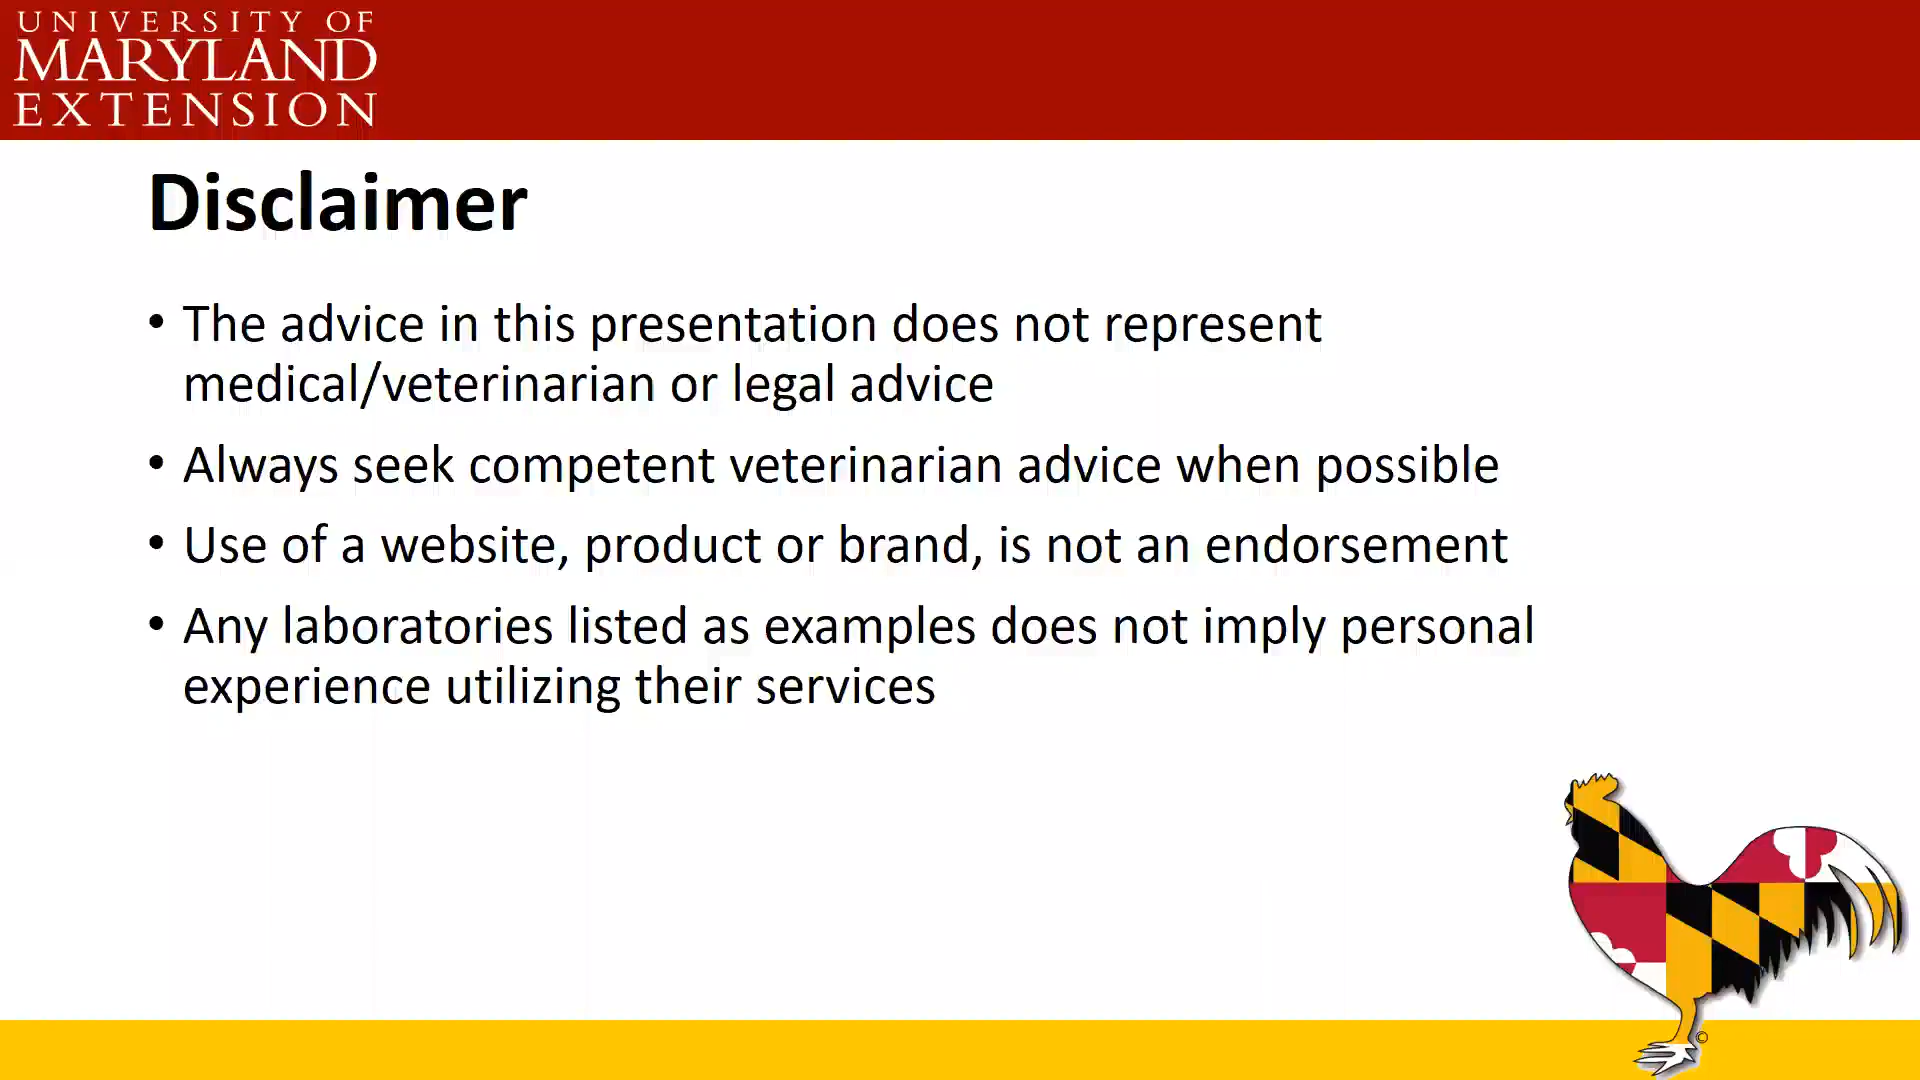 UNIVERSITY OF
MARYLAND
EXTENSION
Disclaimer
• The advice in this presentation does not represent
medical/veterinarian or legal advice
• Always seek competent veterinarian advice when possible
• Use of a website, product or brand, is not an endorsement
• Any laboratories listed as examples does not imply personal
experience utilizing their services
©